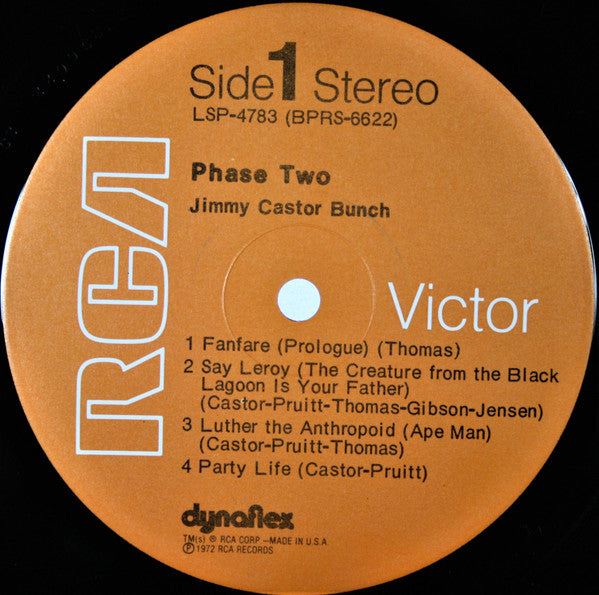 Side 1 Stereo
LSP-4783 (BPRS-6622)
Phase Two
Jimmy Castor Bunch
RCA
Victor
1 Fanfare (Prologue) (Thomas)
2 Say Leroy (The Creature from the Black
Lagoon Is Your Father)
(Castor-Pruitt-Thomas-Gibson-Jensen)
3 Luther the Anthropoid (Ape Man)
(Castor-Pruitt-Thomas)
4 Party Life (Castor-Pruitt)
dynaflex
TM(s) ® RCA CORP—MADE IN U.S.A.
Ⓟ 1972 RCA RECORDS